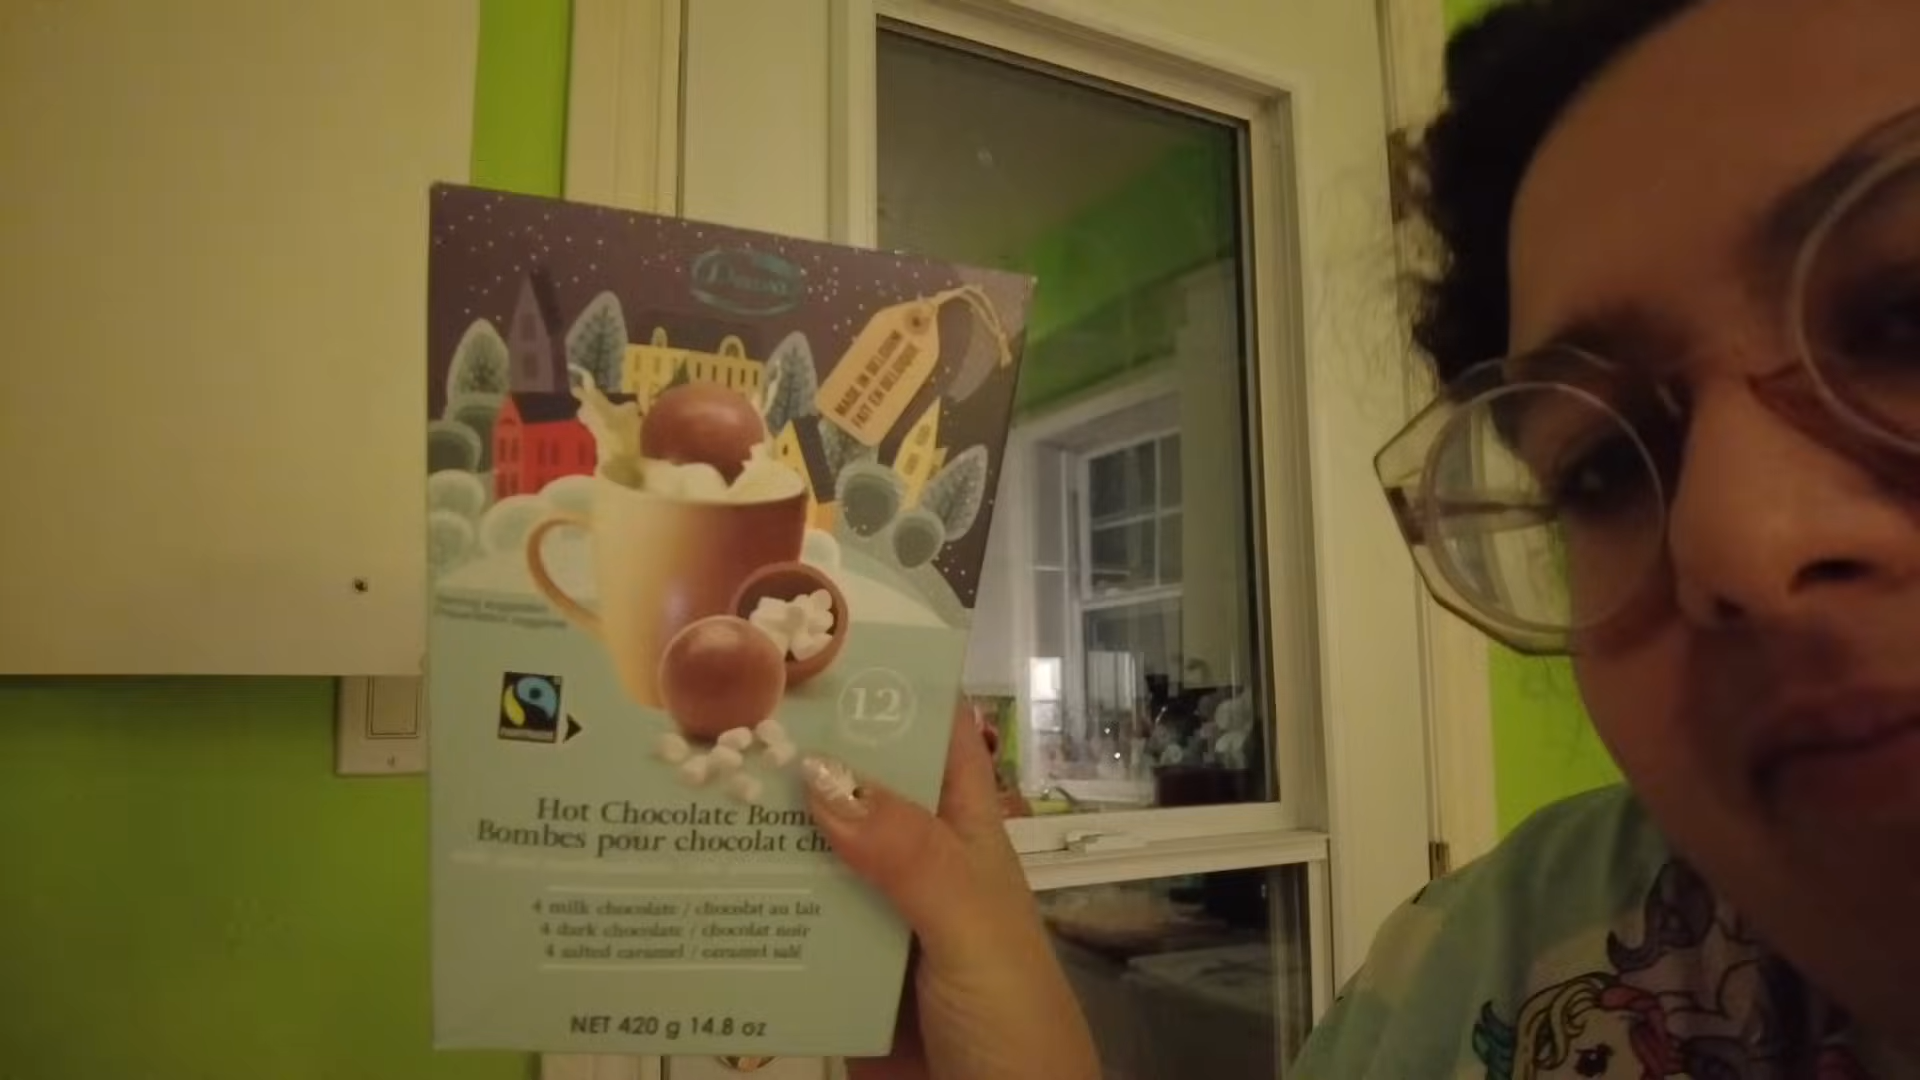 MADE IN BELGIUM
FAIT EN BELGIQUE
12
Hot Chocolate Bom
Bombes pour chocolat ch
4 milk chocolate / chocolat au lait
4 dark chocolate / chocolat noir
4 salted caramel / caramel salé
NET 420 g 14.8 oz